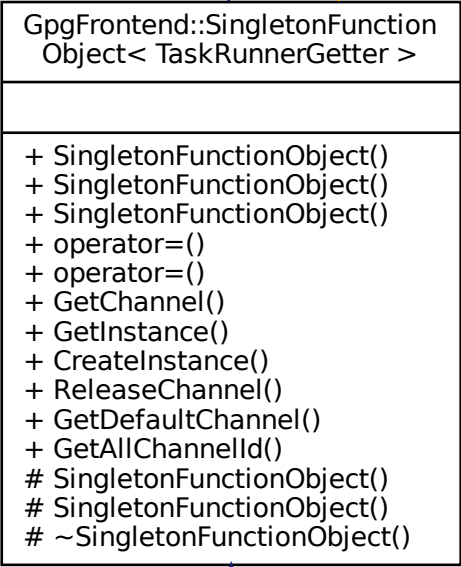 GpgFrontend::SingletonFunction
Object< TaskRunnerGetter >
+ SingletonFunctionObject()
+ SingletonFunctionObject()
+ SingletonFunctionObject()
+ operator=()
+ operator=()
+ GetChannel()
+ GetInstance()
+ CreateInstance()
+ ReleaseChannel()
+ GetDefaultChannel()
+ GetAllChannelId()
# SingletonFunctionObject()
# SingletonFunctionObject()
# ~SingletonFunctionObject()